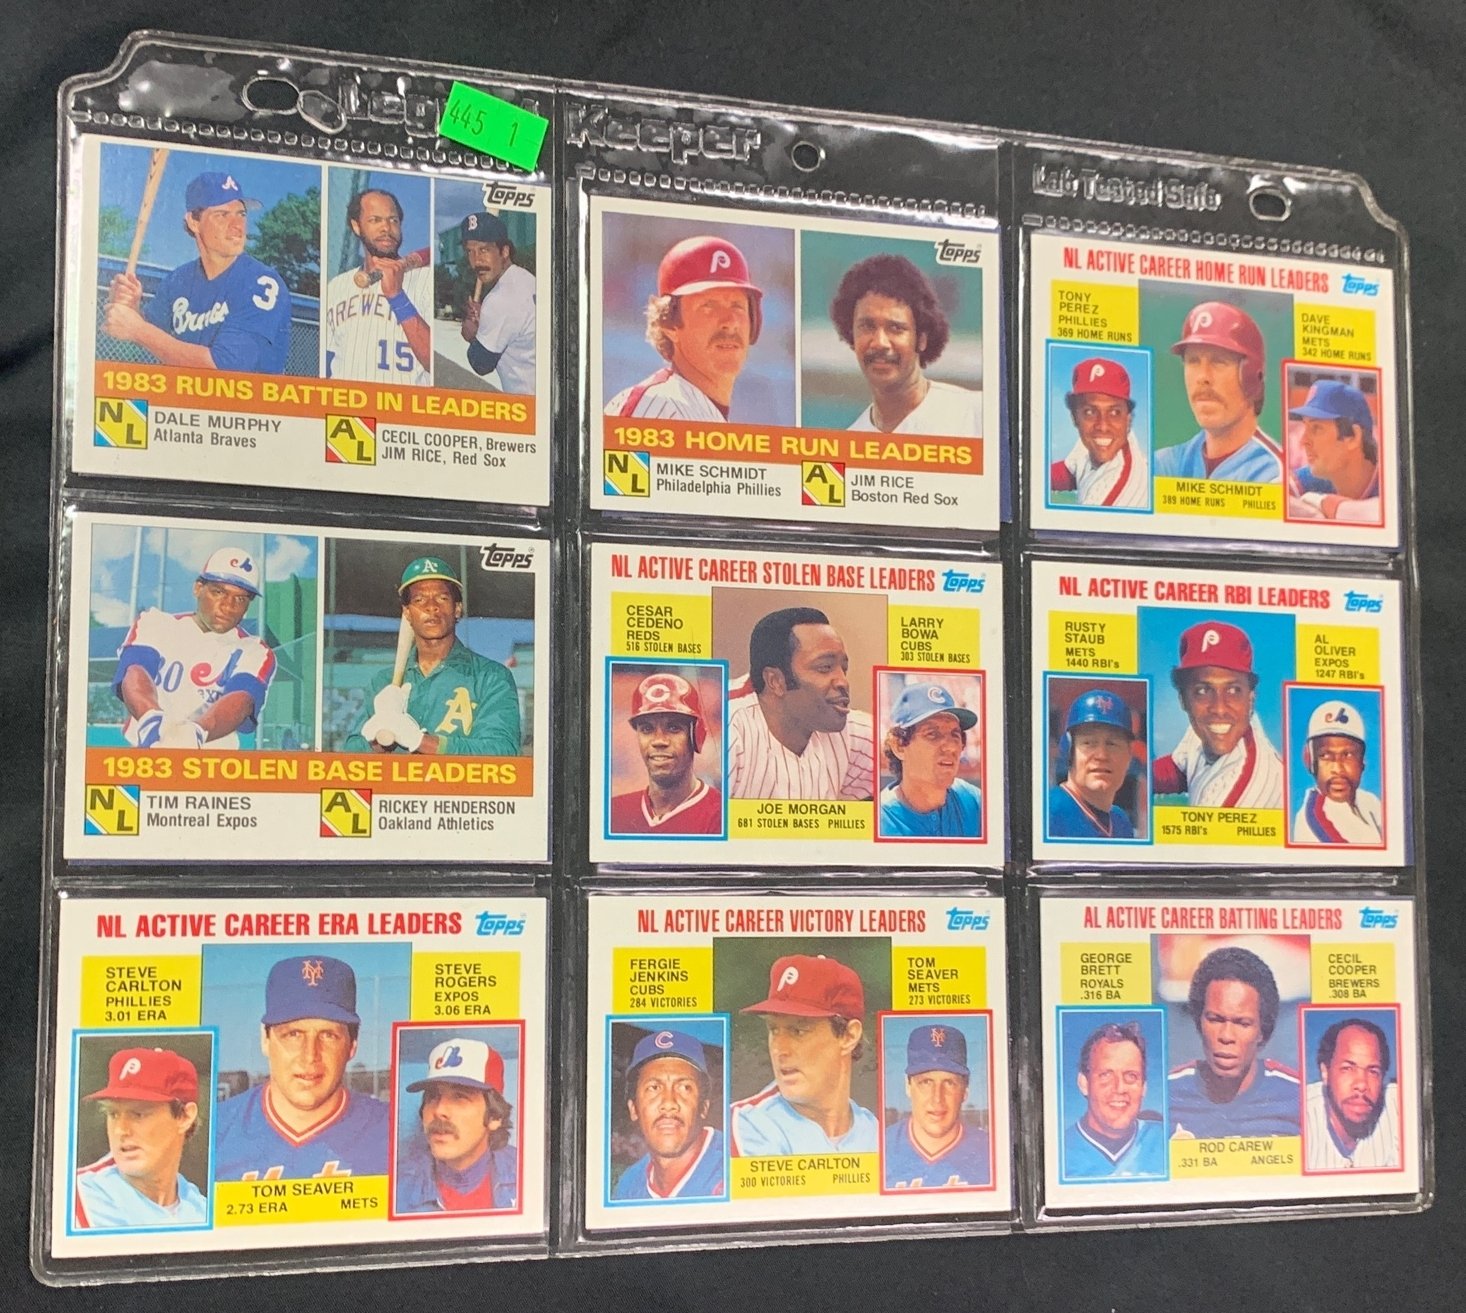 Keeper
Lab Tested Safe
445 1
Topps
A
Braves
3
BREWE
15
B
1983 RUNS BATTED IN LEADERS
NL
DALE MURPHY
Atlanta Braves
AL
CECIL COOPER, Brewers
JIM RICE, Red Sox
Topps
P
1983 HOME RUN LEADERS
NL
MIKE SCHMIDT
Philadelphia Phillies
AL
JIM RICE
Boston Red Sox
NL ACTIVE CAREER HOME RUN LEADERS
Topps
TONY
PEREZ
PHILLIES
369 HOME RUNS
DAVE
KINGMAN
METS
342 HOME RUNS
MIKE SCHMIDT
389 HOME RUNS PHILLIES
Topps
30
A's
A
1983 STOLEN BASE LEADERS
NL
TIM RAINES
Montreal Expos
AL
RICKEY HENDERSON
Oakland Athletics
NL ACTIVE CAREER STOLEN BASE LEADERS
Topps
CESAR
CEDENO
REDS
516 STOLEN BASES
LARRY
BOWA
CUBS
303 STOLEN BASES
JOE MORGAN
681 STOLEN BASES PHILLIES
NL ACTIVE CAREER RBI LEADERS
Topps
RUSTY
STAUB
METS
1440 RBI's
AL
OLIVER
EXPOS
1247 RBI's
TONY PEREZ
1575 RBI's PHILLIES
NL ACTIVE CAREER ERA LEADERS
Topps
STEVE
CARLTON
PHILLIES
3.01 ERA
STEVE
ROGERS
EXPOS
3.06 ERA
TOM SEAVER
2.73 ERA METS
NL ACTIVE CAREER VICTORY LEADERS
Topps
FERGIE
JENKINS
CUBS
284 VICTORIES
TOM
SEAVER
METS
273 VICTORIES
STEVE CARLTON
300 VICTORIES PHILLIES
AL ACTIVE CAREER BATTING LEADERS
Topps
GEORGE
BRETT
ROYALS
.316 BA
CECIL
COOPER
BREWERS
.308 BA
ROD CAREW
.331 BA ANGELS